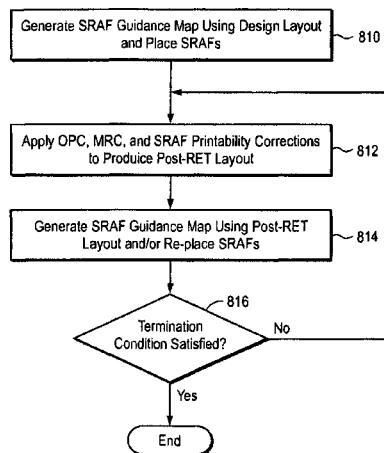 Generate SRAF Guidance Map Using Design Layout
and Place SRAFs
810
Apply OPC, MRC, and SRAF Printability Corrections
to Produce Post-RET Layout
812
Generate SRAF Guidance Map Using Post-RET
Layout and/or Re-place SRAFs
814
816
Termination
Condition Satisfied?
No
Yes
End